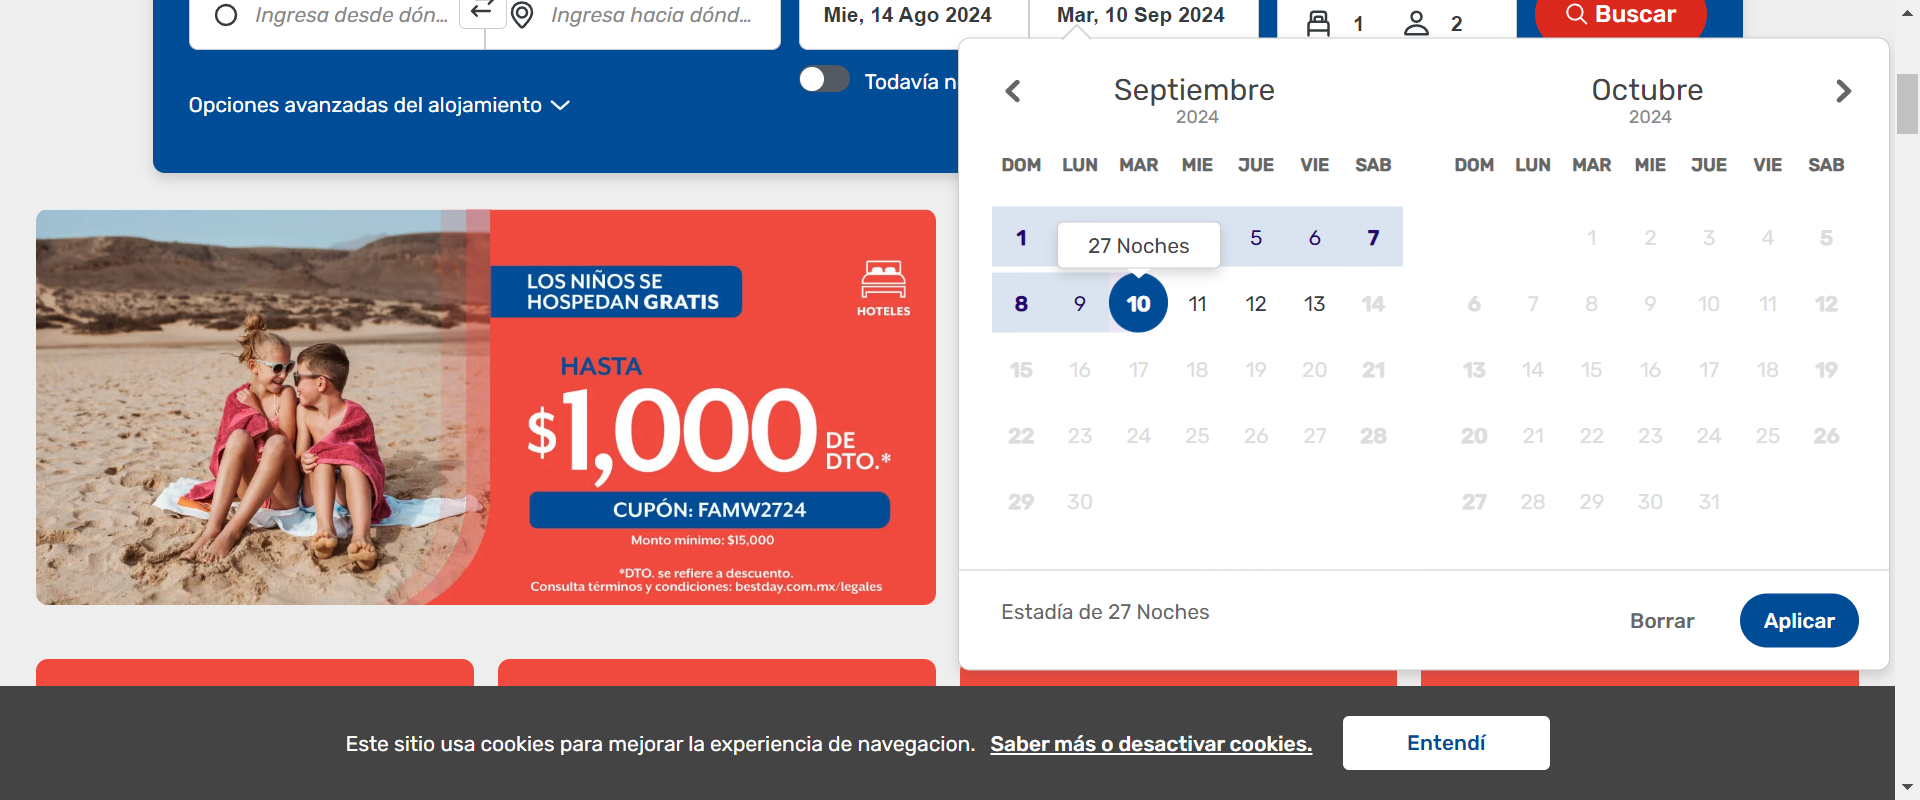 Ingresa desde dón...
Ingresa hacia dónd...
Mie, 14 Ago 2024
Mar, 10 Sep 2024
1
2
Buscar
Todavía n
Opciones avanzadas del alojamiento
Septiembre
2024
Octubre
2024
DOM LUN MAR MIE JUE VIE SAB
DOM LUN MAR MIE JUE VIE SAB
27 Noches
1 5 6 7
8 9 10 11 12 13 14
15 16 17 18 19 20 21
22 23 24 25 26 27 28
29 30
1 2 3 4 5
6 7 8 9 10 11 12
13 14 15 16 17 18 19
20 21 22 23 24 25 26
27 28 29 30 31
Estadía de 27 Noches
Borrar
Aplicar
LOS NIÑOS SE
HOSPEDAN GRATIS
HOTELES
HASTA
$1,000 DE
DTO.*
CUPÓN: FAMW2724
Monto mínimo: $15,000
*DTO. se refiere a descuento.
Consulta términos y condiciones: bestday.com.mx/legales
Este sitio usa cookies para mejorar la experiencia de navegacion. Saber más o desactivar cookies.
Entendí